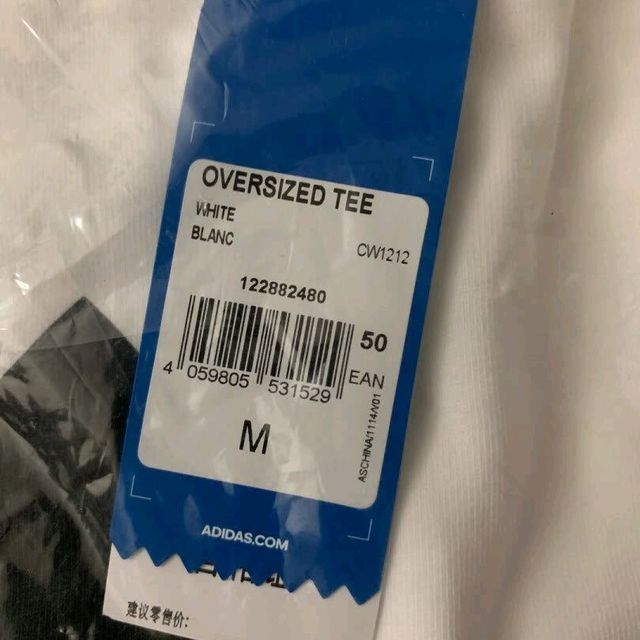 OVERSIZED TEE
WHITE
BLANC
CW1212
122882480
50
4 059805 531529
EAN
M
ASCHINA/1114/V01
ADIDAS.COM
建议零售价: